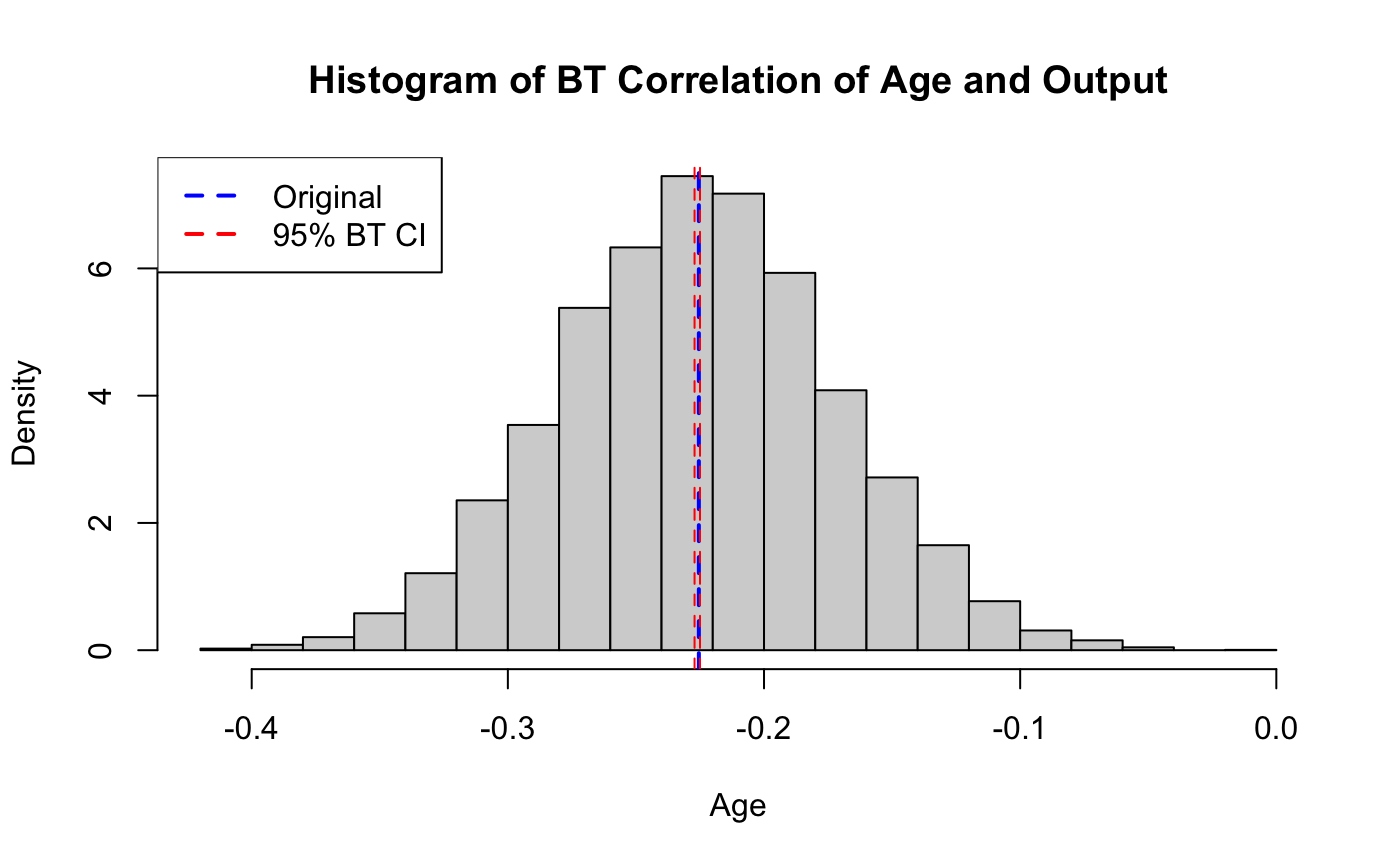 Histogram of BT Correlation of Age and Output
Original
95% BT CI
Density
6
4
2
0
-0.4 -0.3 -0.2 -0.1 0.0
Age